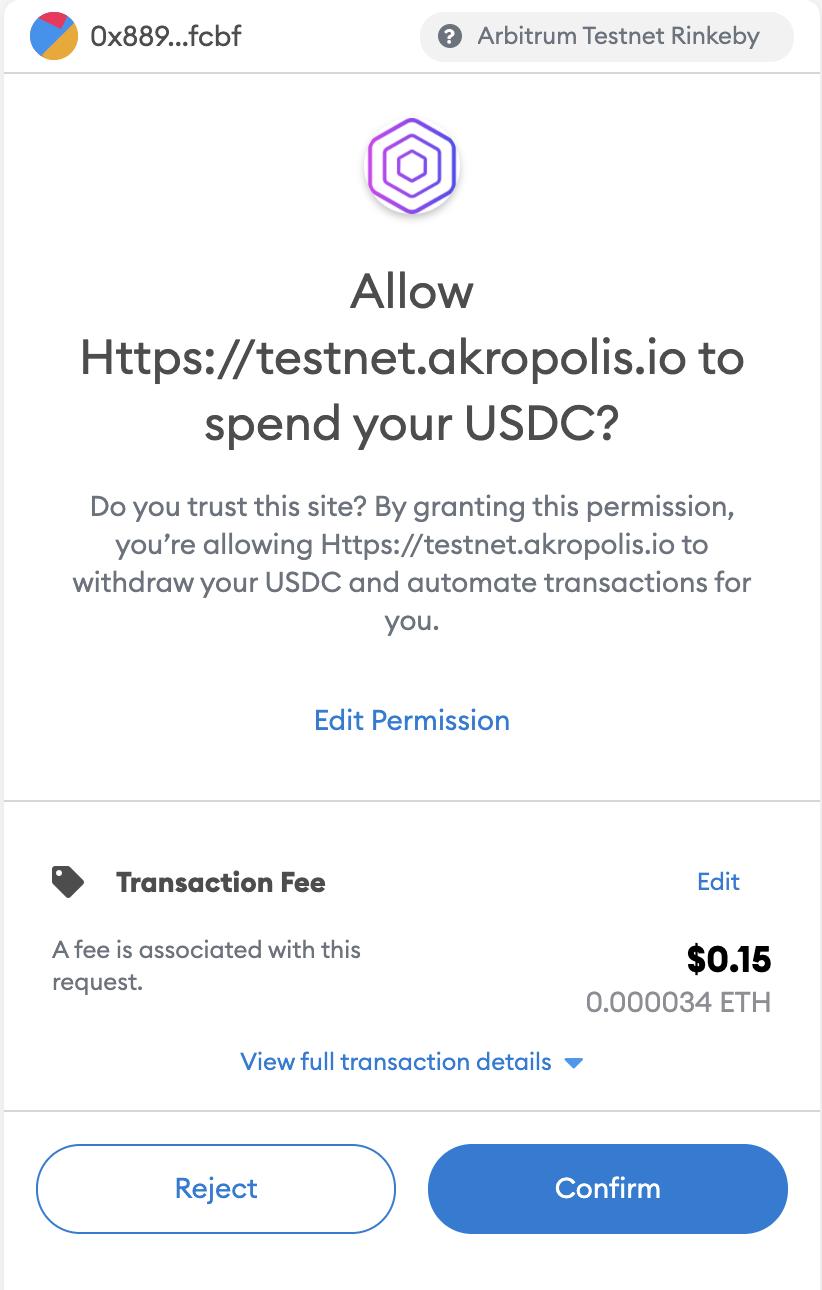 0x889...fcbf
? Arbitrum Testnet Rinkeby
Allow
Https://testnet.akropolis.io to
spend your USDC?
Do you trust this site? By granting this permission,
you’re allowing Https://testnet.akropolis.io to
withdraw your USDC and automate transactions for
you.
Edit Permission
Transaction Fee
Edit
A fee is associated with this
request.
$0.15
0.000034 ETH
View full transaction details
Reject
Confirm